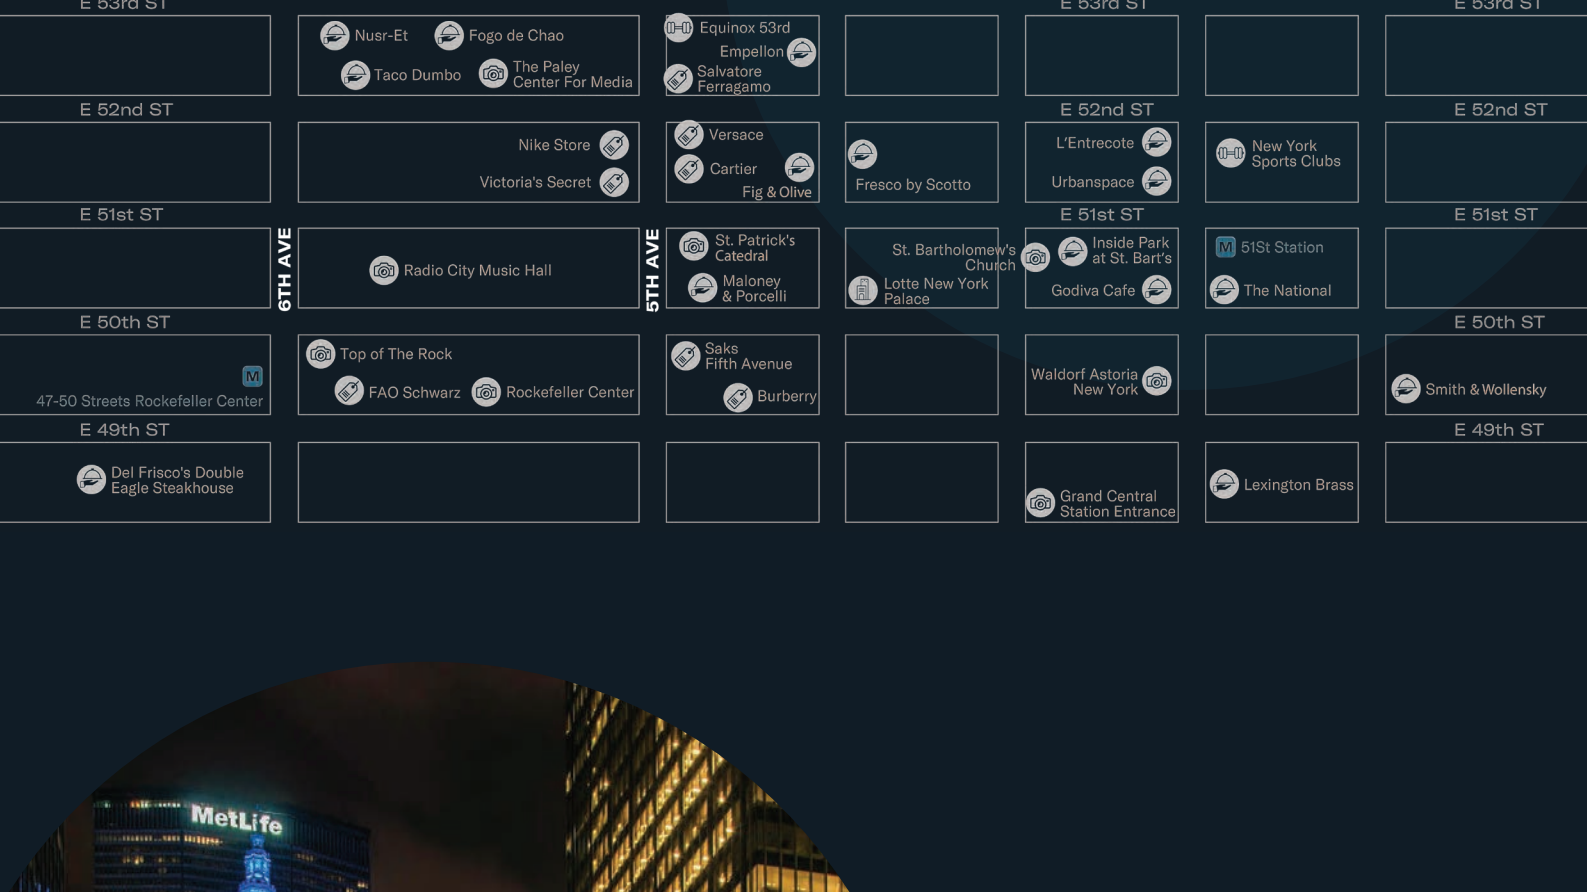 E 53rd ST
E 53rd ST
E 53rd ST
Nusr-Et
Fogo de Chao
Taco Dumbo
The Paley
Center For Media
Equinox 53rd
Empellon
Salvatore
Ferragamo
E 52nd ST
E 52nd ST
E 52nd ST
Nike Store
Victoria's Secret
Versace
Cartier
Fig & Olive
Fresco by Scotto
L'Entrecote
Urbanspace
New York
Sports Clubs
E 51st ST
E 51st ST
E 51st ST
6TH AVE
Radio City Music Hall
5TH AVE
St. Patrick's
Catedral
Maloney
& Porcelli
St. Bartholomew's
Church
Lotte New York
Palace
Inside Park
at St. Bart's
Godiva Cafe
M 51St Station
The National
E 50th ST
E 50th ST
M
47-50 Streets Rockefeller Center
Top of The Rock
FAO Schwarz
Rockefeller Center
Saks
Fifth Avenue
Burberry
Waldorf Astoria
New York
Smith & Wollensky
E 49th ST
E 49th ST
Del Frisco's Double
Eagle Steakhouse
Grand Central
Station Entrance
Lexington Brass
MetLife